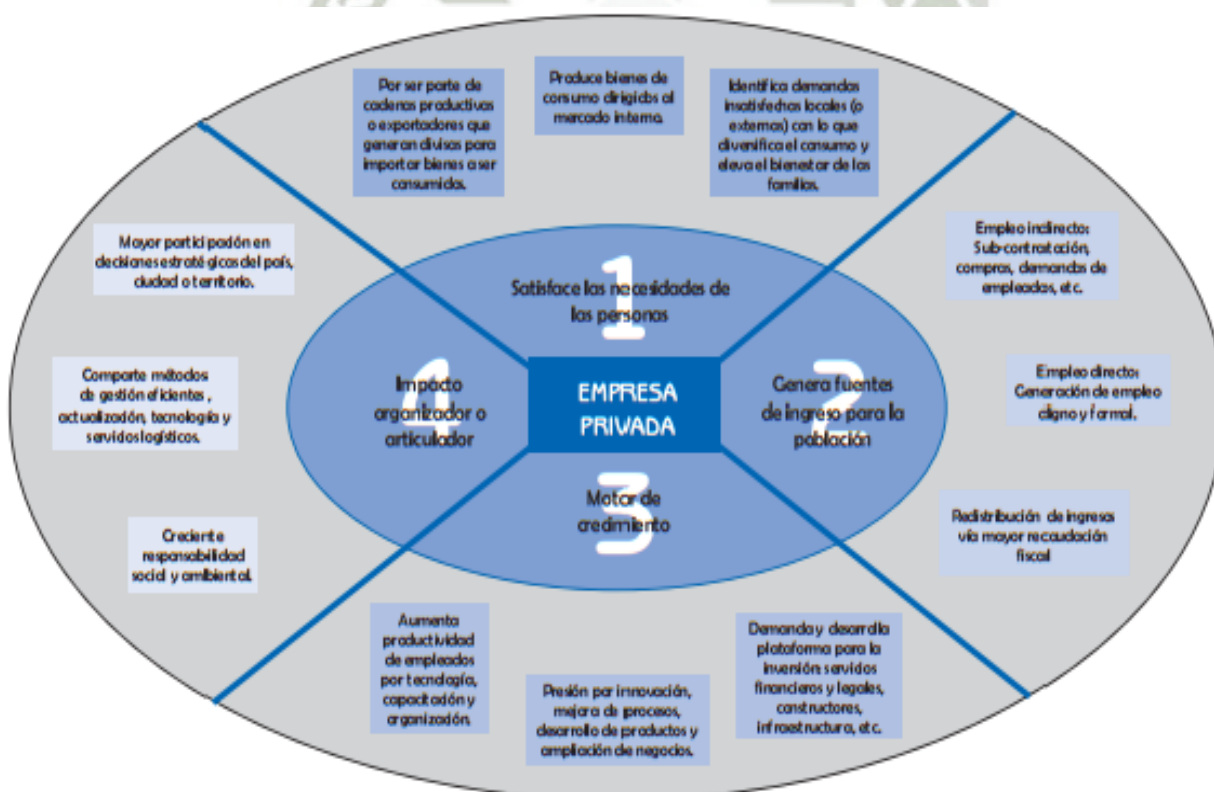 Por ser parte de
cadenas productivas
o exportadores que
generan divisas para
importar bienes a ser
consumidos.
Produce bienes de
consumo dirigidos al
mercado interno.
Identifica demandas
insatisfechas locales (o
externas) con lo que
diversifica el consumo y
eleva el bienestar de las
familias.
Mayor participación en
decisiones estratégicas del país,
ciudad o territorio.
Comparte métodos
de gestión eficientes ,
actualización, tecnología y
servicios logísticos.
Creciente
responsabilidad
social y ambiental.
1
Satisface las necesidades de
las personas
4
Impacto
organizador o
articulador
EMPRESA
PRIVADA
2
Genera fuentes
de ingreso para la
población
3
Motor de
crecimiento
Empleo indirecto:
Sub-contratación,
compras, demandas de
empleados, etc.
Empleo directo:
Generación de empleo
digno y formal.
Redistribución de ingresos
vía mayor recaudación
fiscal
Aumenta
productividad
de empleados
por tecnología,
capacitación y
organización.
Presión por innovación,
mejora de procesos,
desarrollo de productos y
ampliación de negocios.
Demanda y desarrolla
plataforma para la
inversión: servicios
financieros y legales,
constructores,
infraestructura, etc.